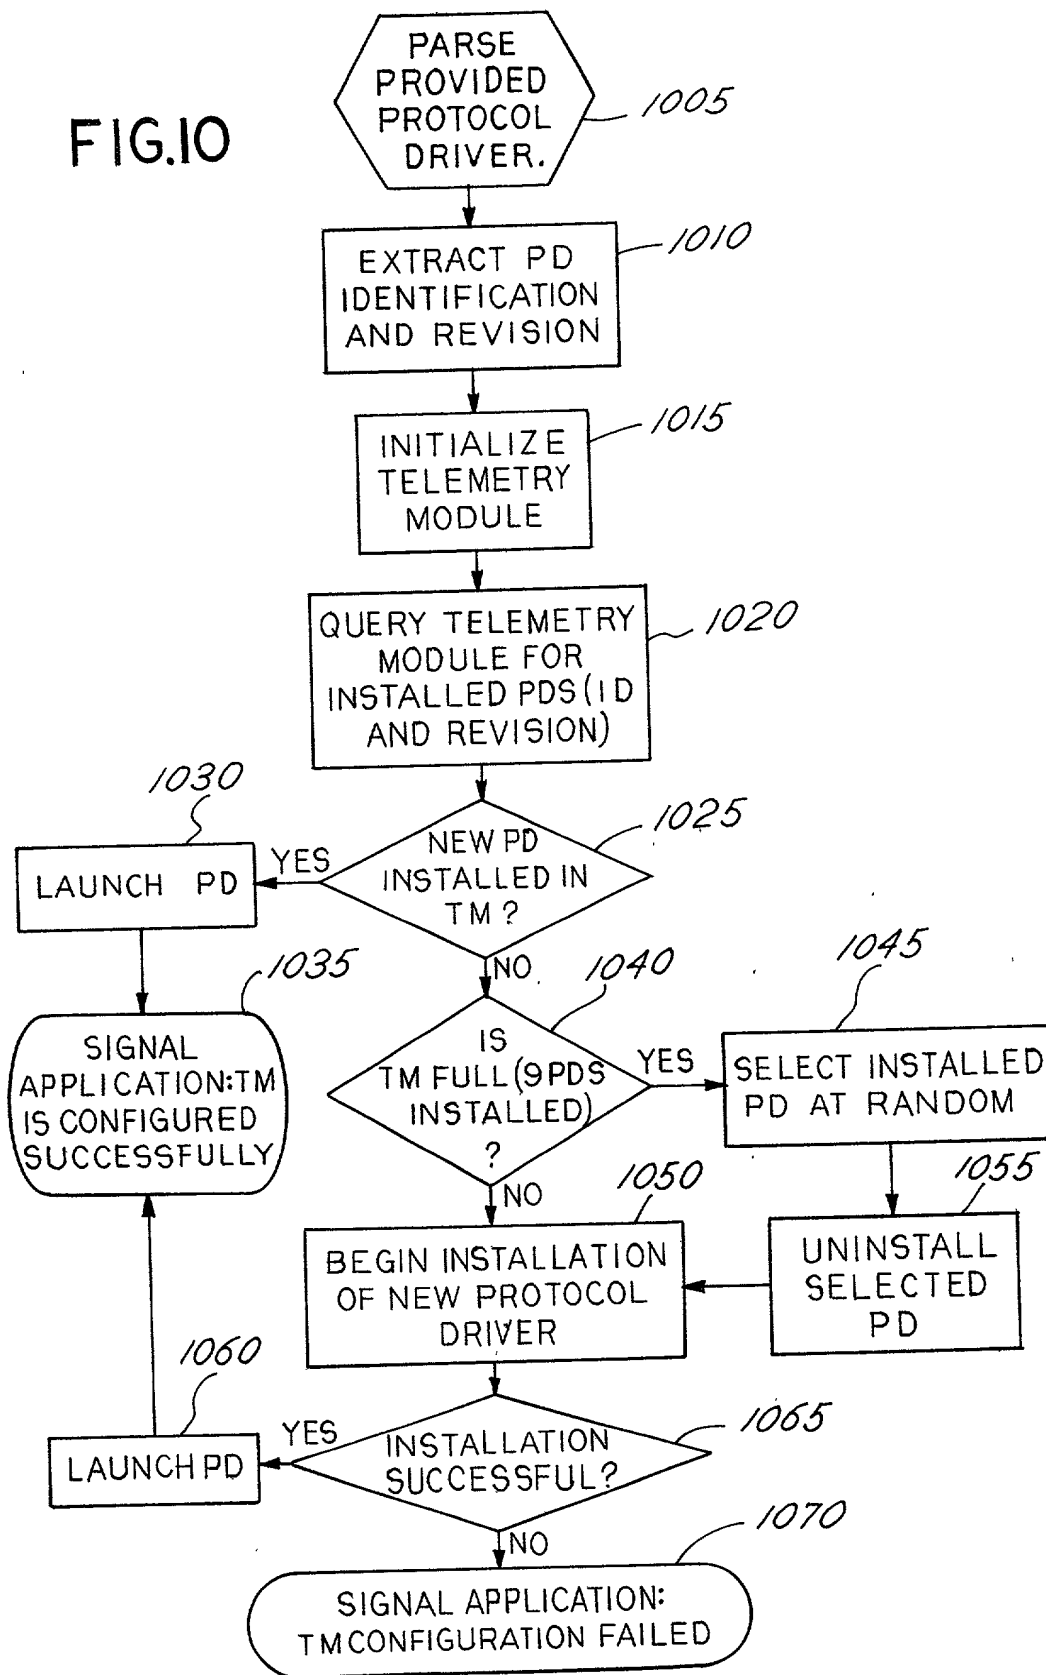 FIG.10
PARSE
PROVIDED
PROTOCOL
DRIVER.
1005
EXTRACT PD
IDENTIFICATION
AND REVISION
1010
INITIALIZE
TELEMETRY
MODULE
1015
QUERY TELEMETRY
MODULE FOR
INSTALLED PDS (ID
AND REVISION)
1020
NEW PD
INSTALLED IN
TM?
1025
YES
LAUNCH PD
1030
SIGNAL
APPLICATION:TM
IS CONFIGURED
SUCCESSFULLY
1035
NO
IS
TM FULL (9PDS
INSTALLED)
?
1040
YES
SELECT INSTALLED
PD AT RANDOM
1045
UNINSTALL
SELECTED
PD
1055
NO
BEGIN INSTALLATION
OF NEW PROTOCOL
DRIVER
1050
INSTALLATION
SUCCESSFUL?
1065
YES
LAUNCH PD
1060
NO
SIGNAL APPLICATION:
TM CONFIGURATION FAILED
1070